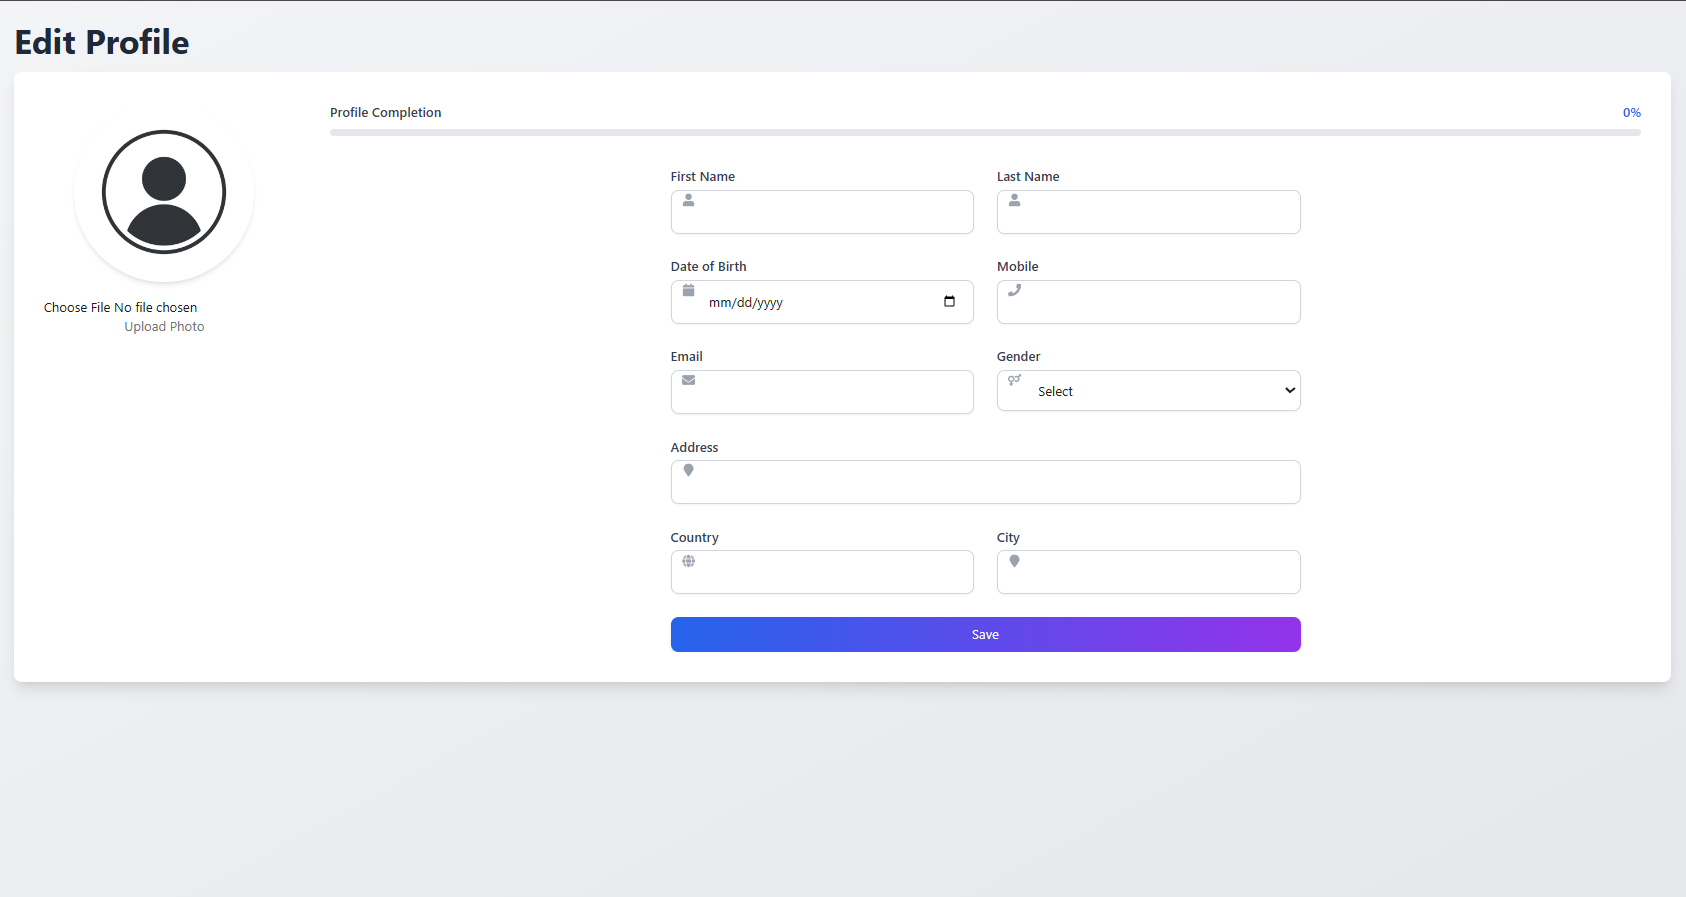 Edit Profile
Profile Completion 0%
Choose File No file chosen
Upload Photo
First Name Last Name
Date of Birth Mobile
mm/dd/yyyy
Email Gender
Select
Address
Country City
Save